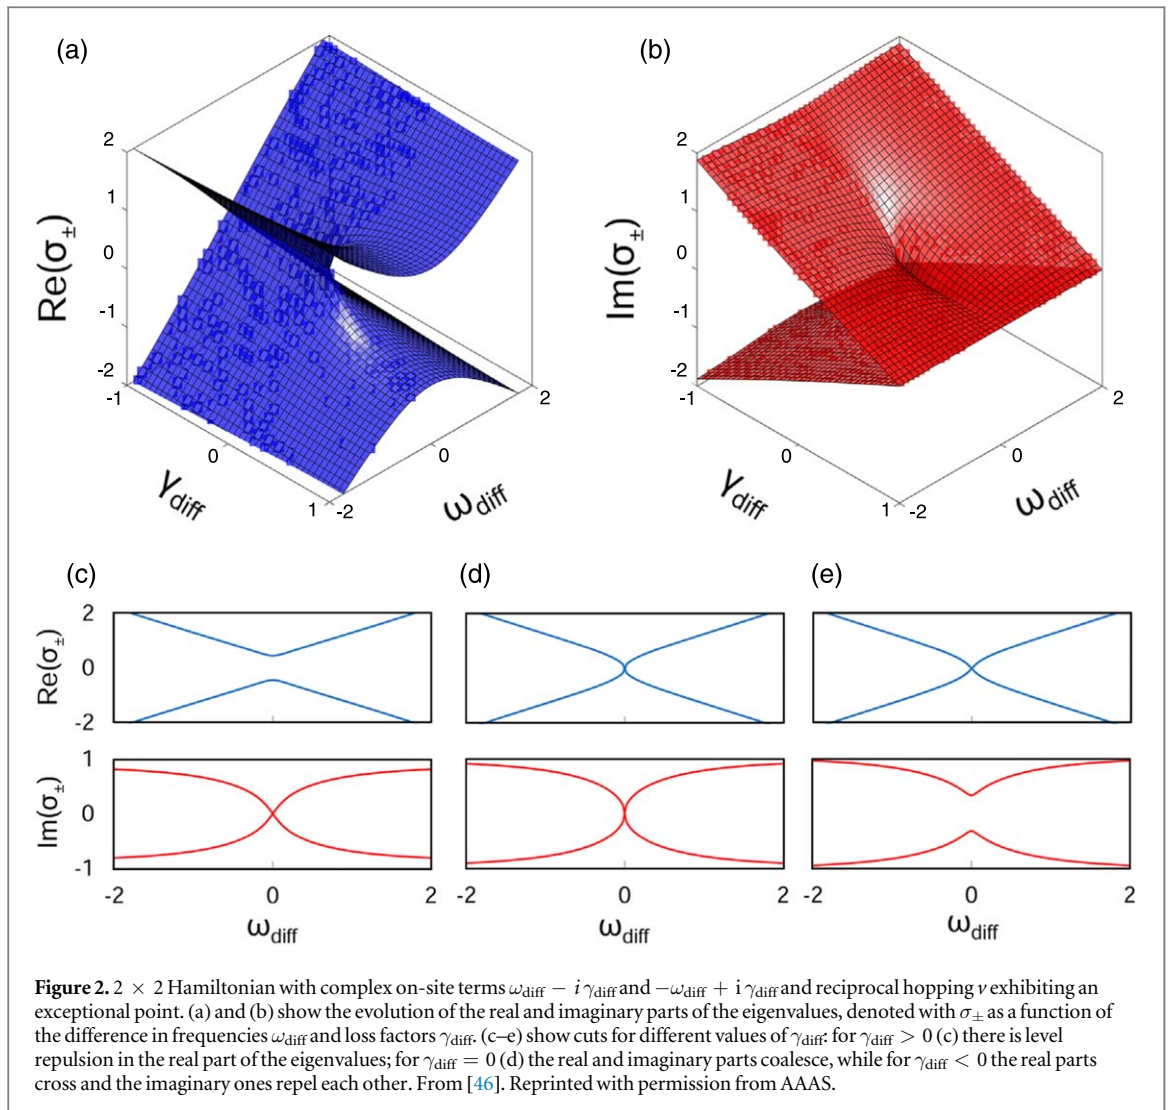 (a)
(b)
2
1
0
-1
-2
Re(σ±)
-1
0
1
γdiff
-2
0
2
ωdiff
2
1
0
-1
-2
Im(σ±)
-1
0
1
γdiff
-2
0
2
ωdiff
(c)
(d)
(e)
2
0
-2
Re(σ±)
1
0
-1
Im(σ±)
-2 0 2
-2 0 2
-2 0 2
ωdiff
ωdiff
ωdiff
Figure 2. 2 × 2 Hamiltonian with complex on-site terms ωdiff − i γdiff and −ωdiff + i γdiff and reciprocal hopping ν exhibiting an
exceptional point. (a) and (b) show the evolution of the real and imaginary parts of the eigenvalues, denoted with σ± as a function of
the difference in frequencies ωdiff and loss factors γdiff. (c–e) show cuts for different values of γdiff: for γdiff > 0 (c) there is level
repulsion in the real part of the eigenvalues; for γdiff = 0 (d) the real and imaginary parts coalesce, while for γdiff < 0 the real parts
cross and the imaginary ones repel each other. From [46]. Reprinted with permission from AAAS.